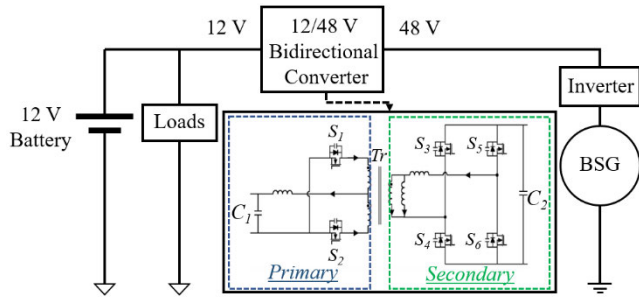 12 V
12/48 V
Bidirectional
Converter
48 V
12 V
Battery
Loads
Inverter
BSG
S1
S2
C1
Tr
Primary
S3
S5
S4
S6
C2
Secondary